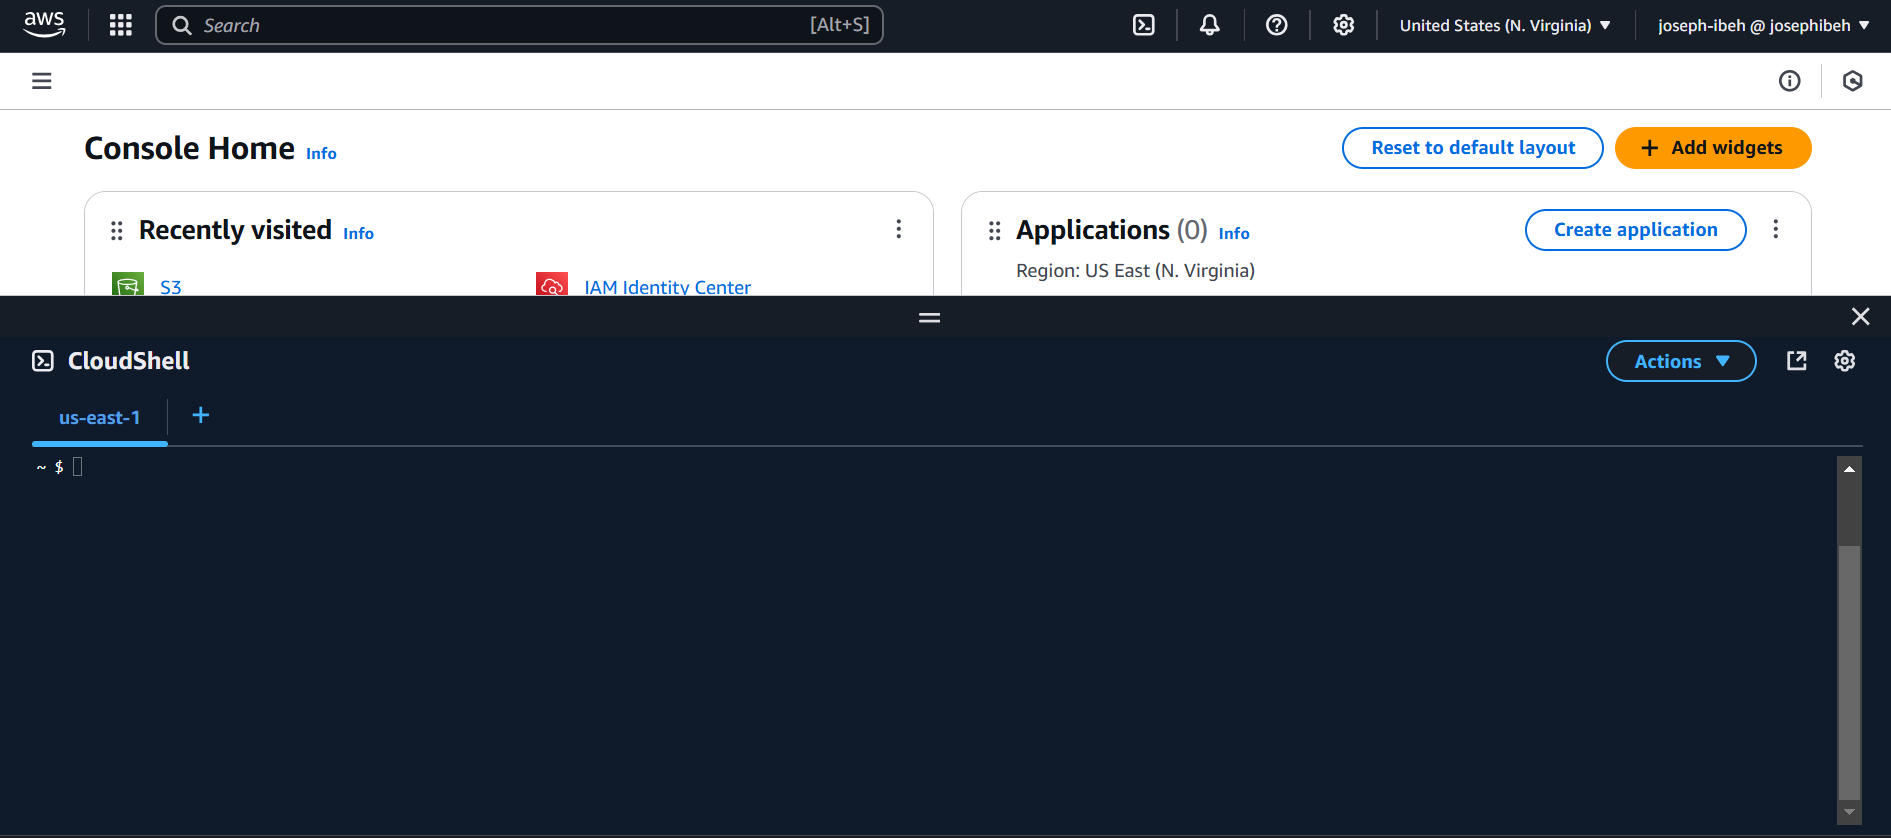 aws
Search [Alt+S]
United States (N. Virginia)
joseph-ibeh @ josephibeh
Console Home Info
Reset to default layout
Add widgets
Recently visited Info
S3
IAM Identity Center
Applications (0) Info
Create application
Region: US East (N. Virginia)
CloudShell
Actions
us-east-1 +
~ $